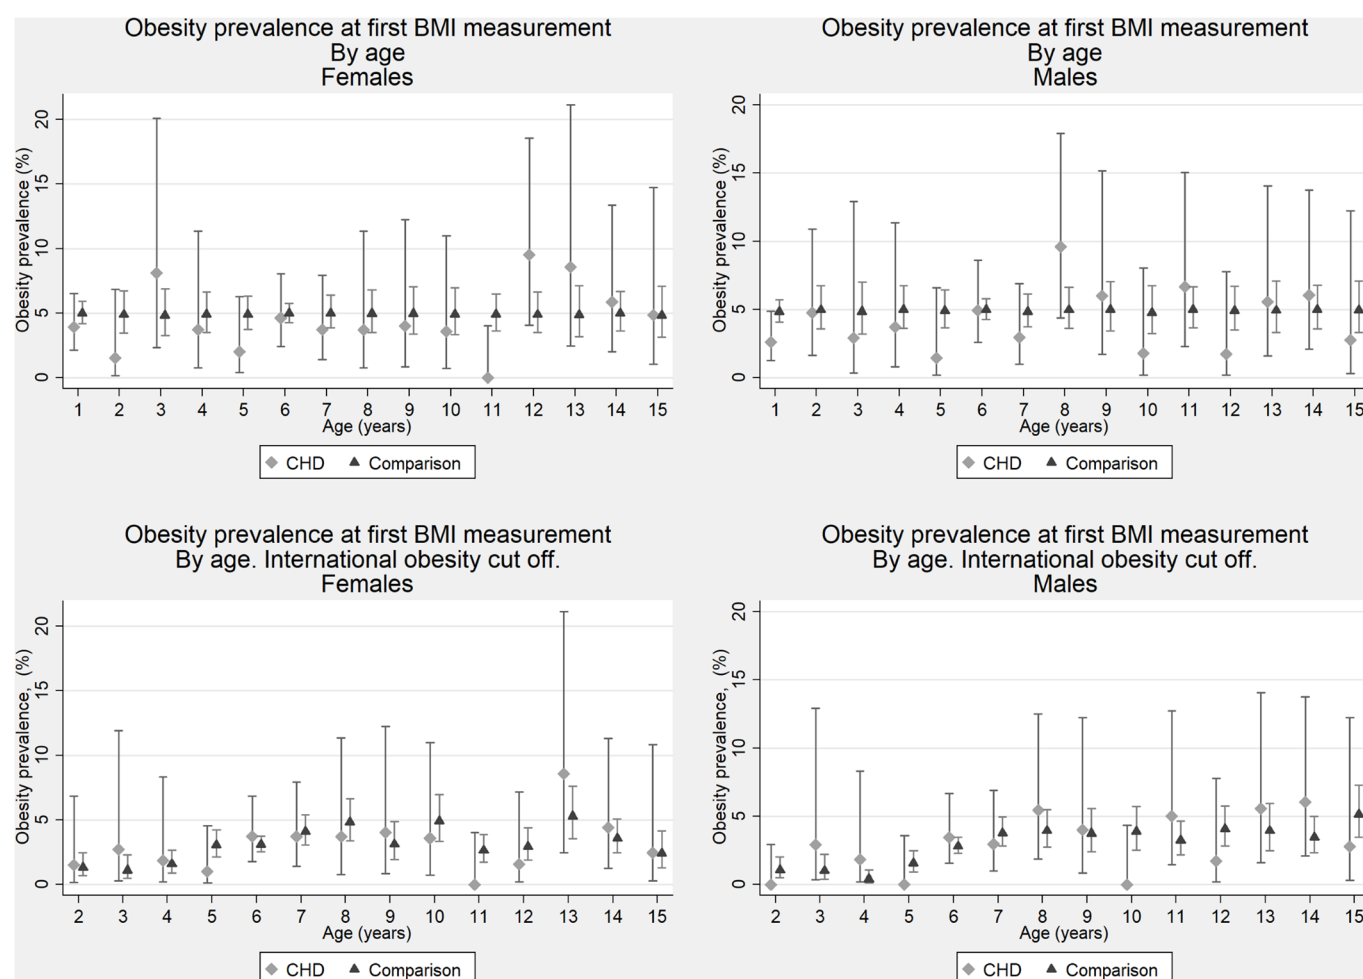 Obesity prevalence at first BMI measurement
By age
Females
Obesity prevalence (%)
20
15
10
5
0
1 2 3 4 5 6 7 8 9 10 11 12 13 14 15
Age (years)
CHD Comparison
Obesity prevalence at first BMI measurement
By age
Males
Obesity prevalence (%)
20
15
10
5
0
1 2 3 4 5 6 7 8 9 10 11 12 13 14 15
Age (years)
CHD Comparison
Obesity prevalence at first BMI measurement
By age. International obesity cut off.
Females
Obesity prevalence, (%)
20
15
10
5
0
2 3 4 5 6 7 8 9 10 11 12 13 14 15
Age (years)
CHD Comparison
Obesity prevalence at first BMI measurement
By age. International obesity cut off.
Males
Obesity prevalence, (%)
20
15
10
5
0
2 3 4 5 6 7 8 9 10 11 12 13 14 15
Age (years)
CHD Comparison